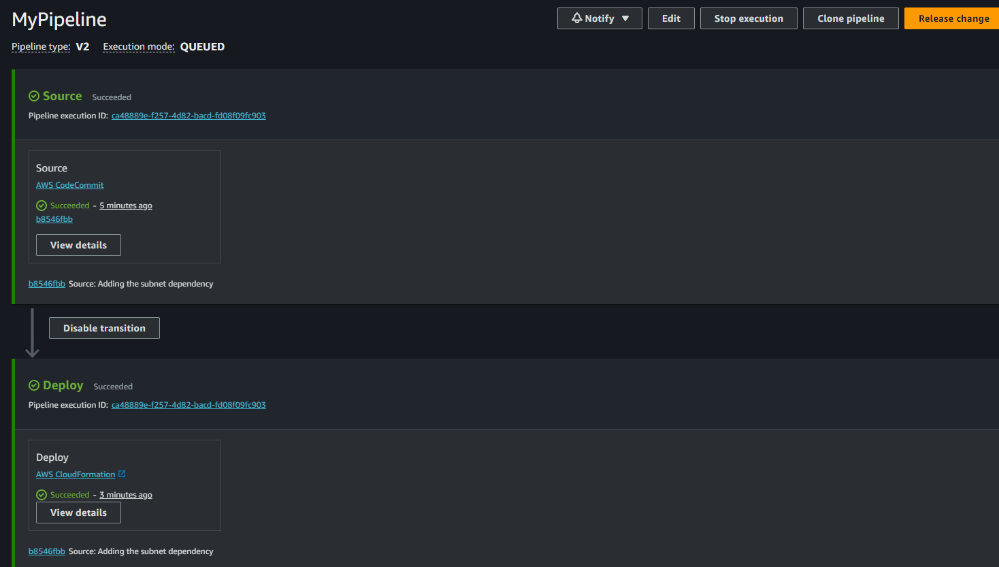 MyPipeline
Notify
Edit
Stop execution
Clone pipeline
Release change
Pipeline type: V2 Execution mode: QUEUED
Source Succeeded
Pipeline execution ID: ca48889e-f257-4d82-bacd-fd08f09fc903
Source
AWS CodeCommit
Succeeded - 5 minutes ago
b8546fbb
View details
b8546fbb Source: Adding the subnet dependency
Disable transition
Deploy Succeeded
Pipeline execution ID: ca48889e-f257-4d82-bacd-fd08f09fc903
Deploy
AWS CloudFormation
Succeeded - 3 minutes ago
View details
b8546fbb Source: Adding the subnet dependency